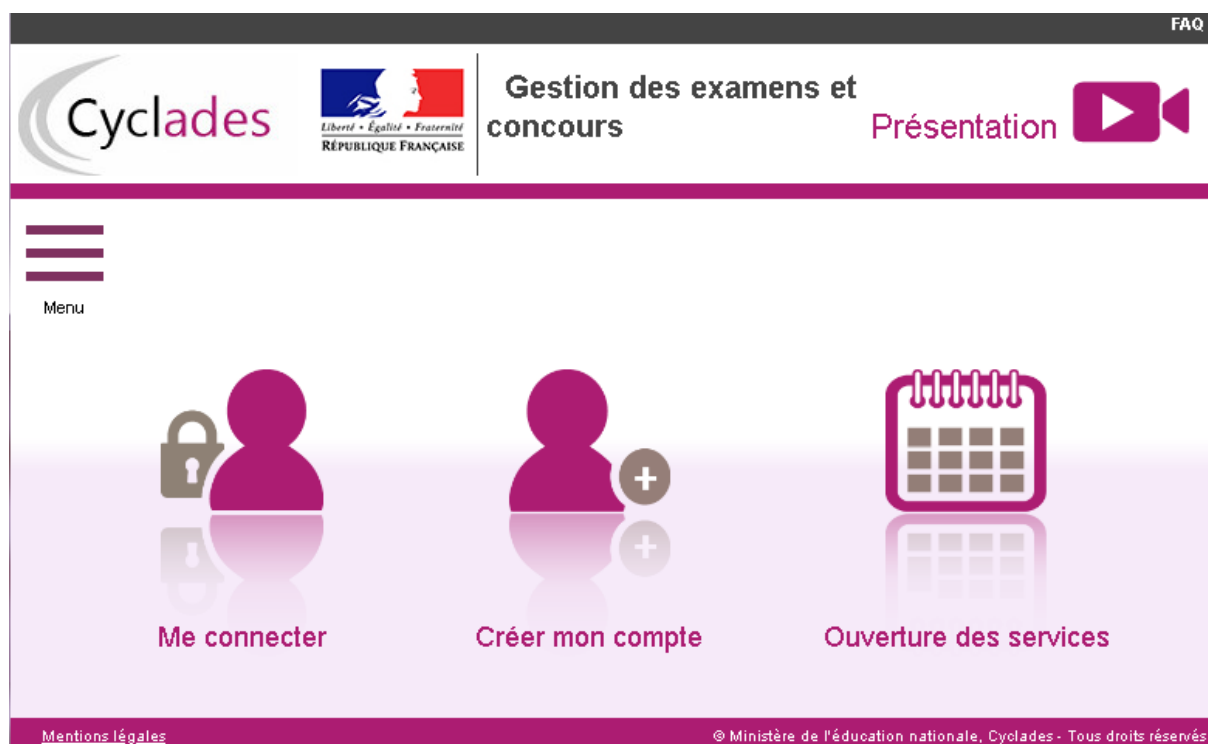 FAQ
Cyclades
Liberté • Égalité • Fraternité
RÉPUBLIQUE FRANÇAISE
Gestion des examens et
concours
Présentation
Menu
Me connecter
Créer mon compte
Ouverture des services
Mentions légales
© Ministère de l'éducation nationale, Cyclades - Tous droits réservés